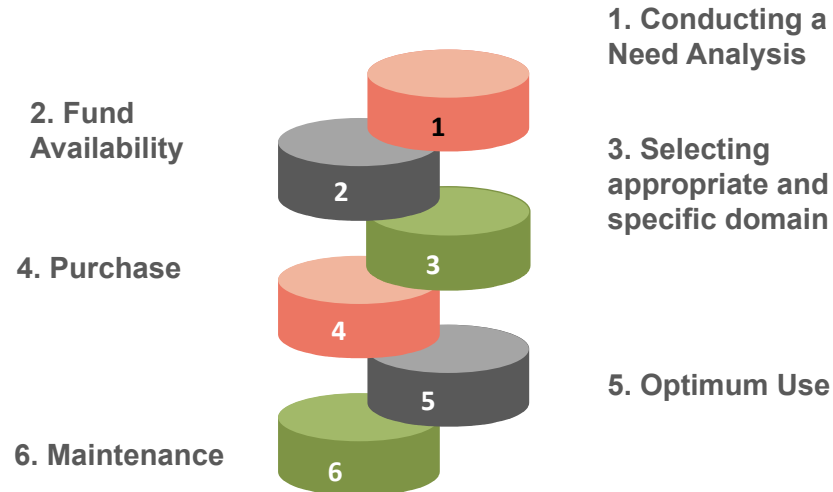 1. Conducting a
Need Analysis
2. Fund
Availability
3. Selecting
appropriate and
specific domain
4. Purchase
5. Optimum Use
6. Maintenance
1
2
3
4
5
6